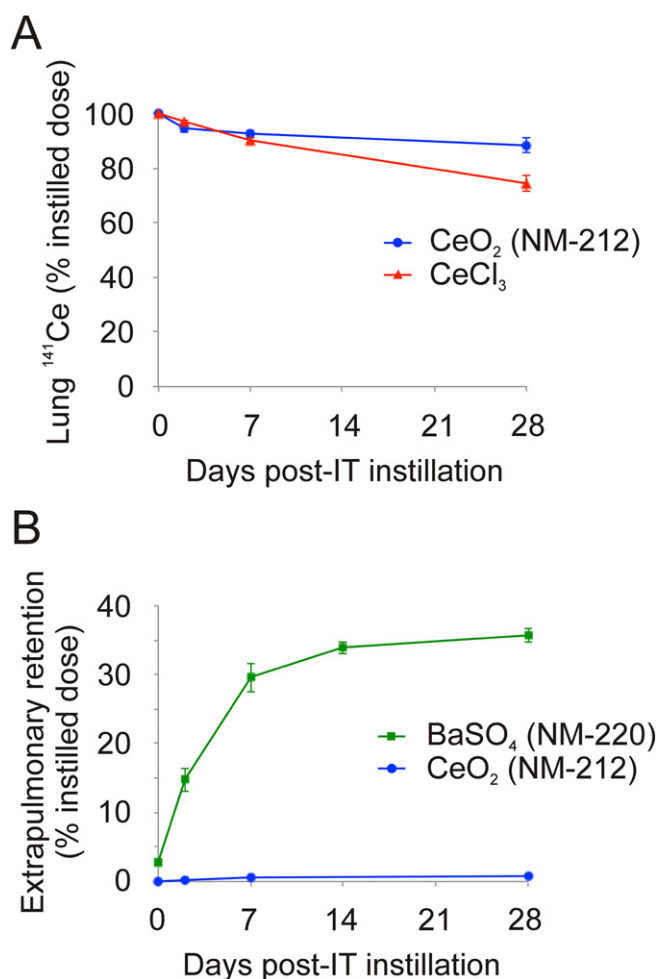 A
Lung ¹⁴¹Ce (% instilled dose)
100
80
60
40
20
0
CeO₂ (NM-212)
CeCl₃
0 7 14 21 28
Days post-IT instillation
B
Extrapulmonary retention
(% instilled dose)
40
30
20
10
0
BaSO₄ (NM-220)
CeO₂ (NM-212)
0 7 14 21 28
Days post-IT instillation